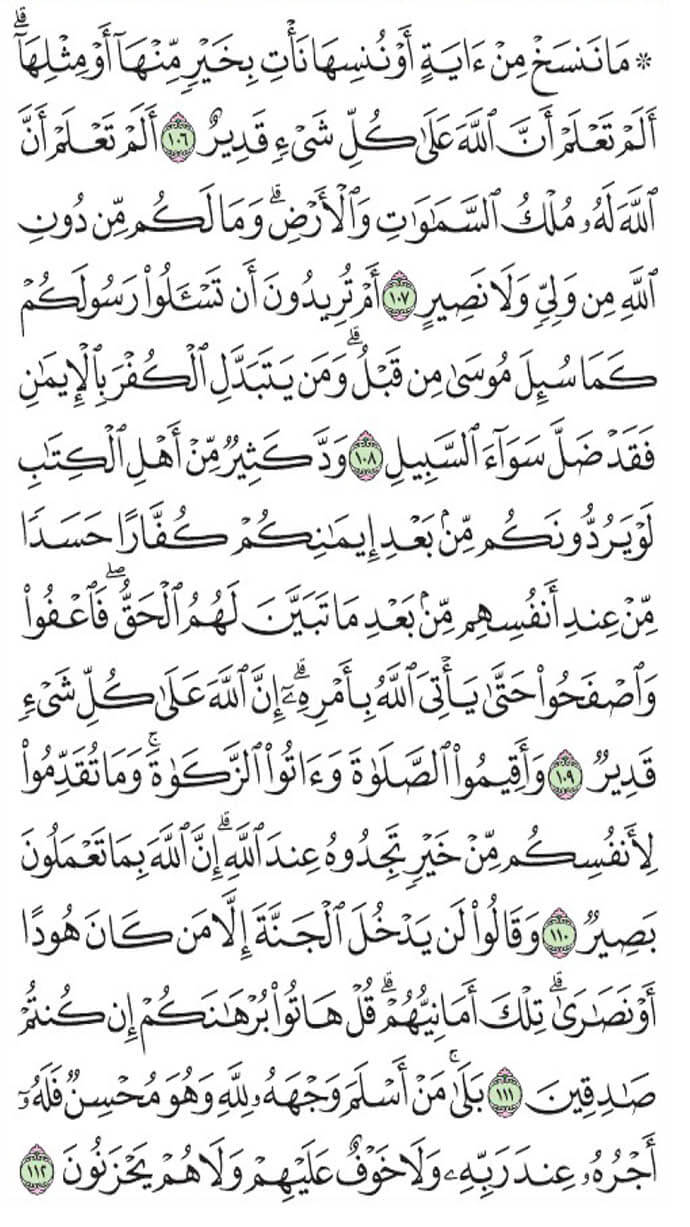 ۞ مَا نَنسَخْ مِنْ ءَايَةٍ أَوْ نُنسِهَا نَأْتِ بِخَيْرٍ مِّنْهَآ أَوْ مِثْلِهَآۗ
أَلَمْ تَعْلَمْ أَنَّ ٱللَّهَ عَلَىٰ كُلِّ شَىْءٍ قَدِيرٌ ١٠٦ أَلَمْ تَعْلَمْ أَنَّ
ٱللَّهَ لَهُۥ مُلْكُ ٱلسَّمَـٰوَٰتِ وَٱلْأَرْضِۗ وَمَا لَكُم مِّن دُونِ
ٱللَّهِ مِن وَلِىٍّ وَلَا نَصِيرٍ ١٠٧ أَمْ تُرِيدُونَ أَن تَسْـَٔلُوا۟ رَسُولَكُمْ
كَمَا سُئِلَ مُوسَىٰ مِن قَبْلُۗ وَمَن يَتَبَدَّلِ ٱلْكُفْرَ بِٱلْإِيمَـٰنِ
فَقَدْ ضَلَّ سَوَآءَ ٱلسَّبِيلِ ١٠٨ وَدَّ كَثِيرٌ مِّنْ أَهْلِ ٱلْكِتَـٰبِ
لَوْ يَرُدُّونَكُم مِّنۢ بَعْدِ إِيمَـٰنِكُمْ كُفَّارًا حَسَدًا
مِّنْ عِندِ أَنفُسِهِم مِّنۢ بَعْدِ مَا تَبَيَّنَ لَهُمُ ٱلْحَقُّۖ فَٱعْفُوا۟
وَٱصْفَحُوا۟ حَتَّىٰ يَأْتِىَ ٱللَّهُ بِأَمْرِهِۦٓۗ إِنَّ ٱللَّهَ عَلَىٰ كُلِّ شَىْءٍ
قَدِيرٌ ١٠٩ وَأَقِيمُوا۟ ٱلصَّلَوٰةَ وَءَاتُوا۟ ٱلزَّكَوٰةَۚ وَمَا تُقَدِّمُوا۟
لِأَنفُسِكُم مِّنْ خَيْرٍ تَجِدُوهُ عِندَ ٱللَّهِۗ إِنَّ ٱللَّهَ بِمَا تَعْمَلُونَ
بَصِيرٌ ١١٠ وَقَالُوا۟ لَن يَدْخُلَ ٱلْجَنَّةَ إِلَّا مَن كَانَ هُودًا
أَوْ نَصَـٰرَىٰۗ تِلْكَ أَمَانِيُّهُمْۗ قُلْ هَاتُوا۟ بُرْهَـٰنَكُمْ إِن كُنتُمْ
صَـٰدِقِينَ ١١١ بَلَىٰۚ مَنْ أَسْلَمَ وَجْهَهُۥ لِلَّهِ وَهُوَ مُحْسِنٌ فَلَهُۥٓ
أَجْرُهُۥ عِندَ رَبِّهِۦ وَلَا خَوْفٌ عَلَيْهِمْ وَلَا هُمْ يَحْزَنُونَ ١١٢